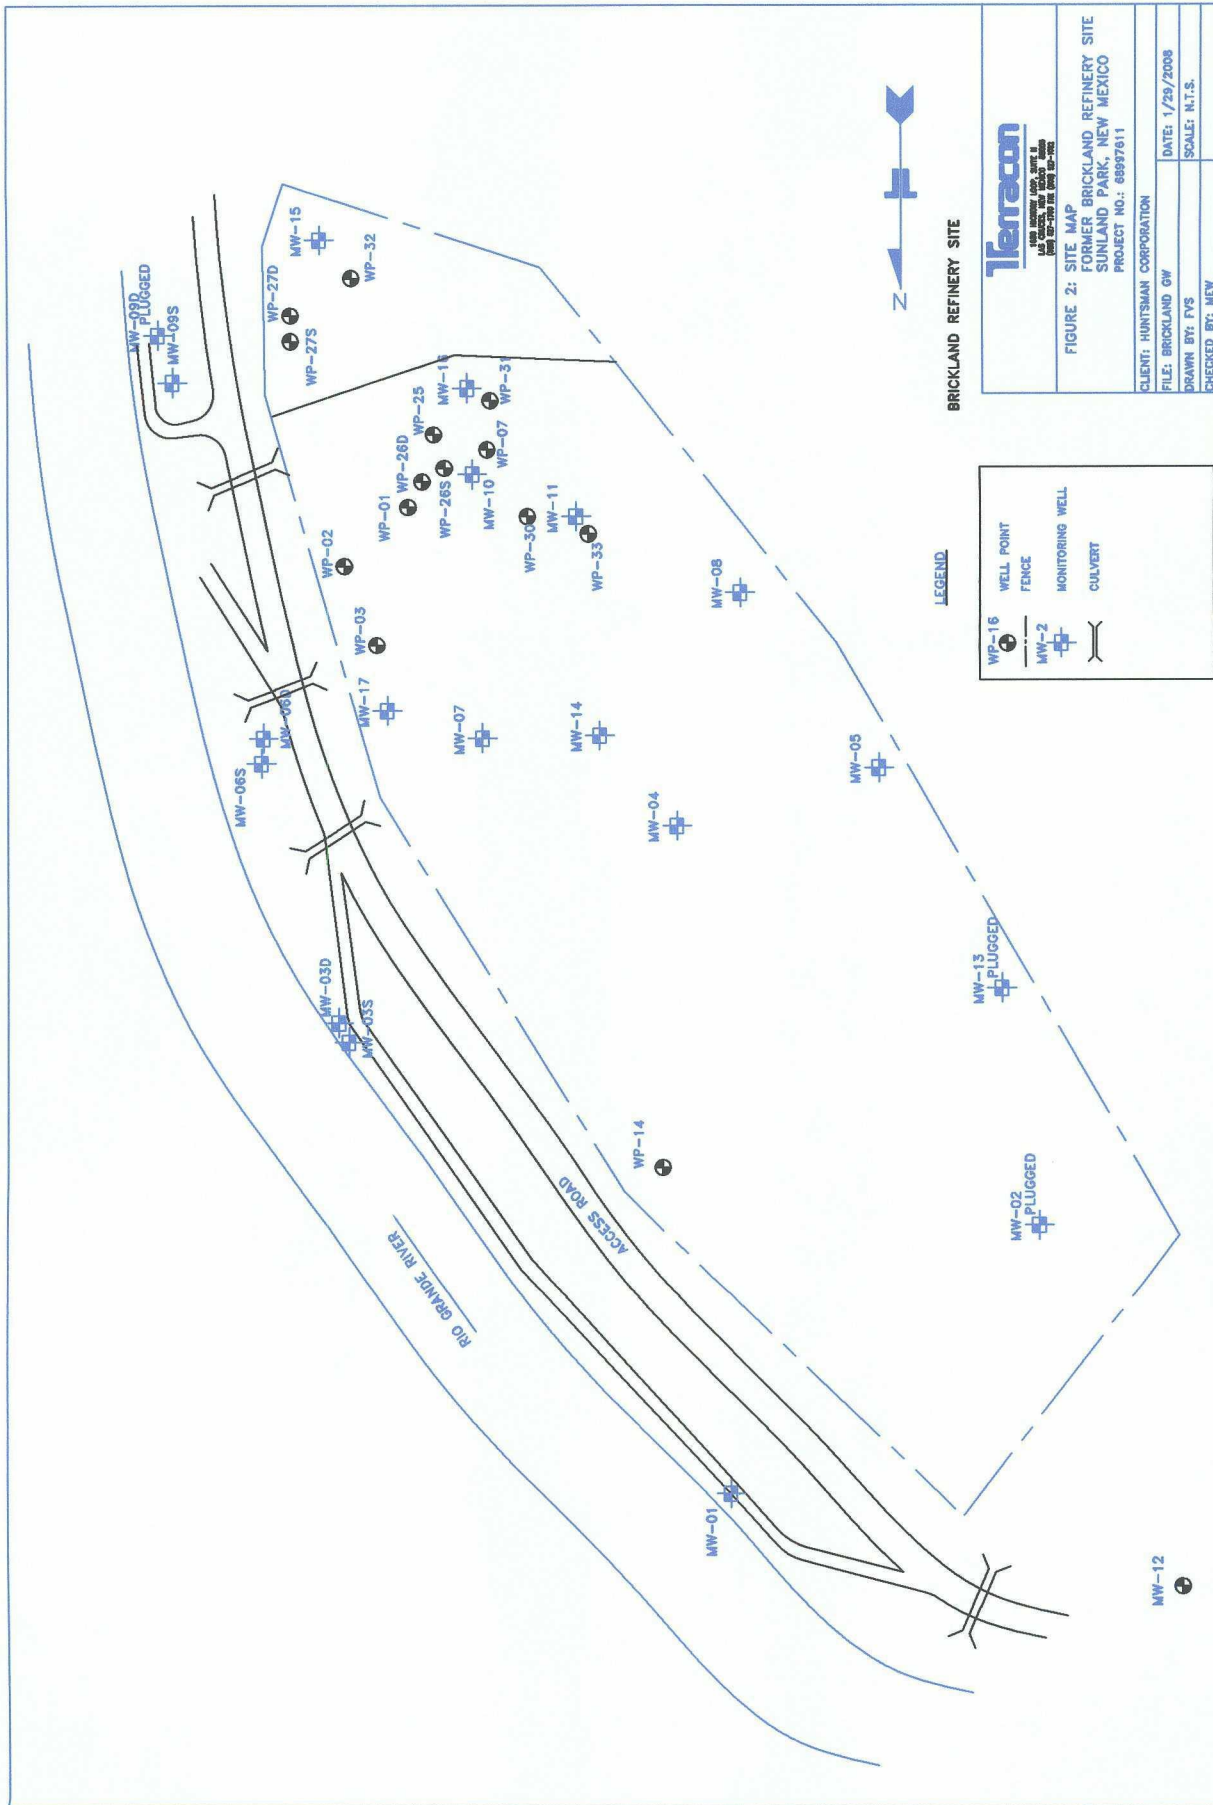 MW-09D
PLUGGED
MW-09S
MW-15
WP-32
WP-27D
WP-27S
WP-25
WP-31
WP-26D
WP-07
WP-01
WP-26S
MW-10
WP-30
MW-11
WP-33
WP-02
WP-03
MW-17
MW-08
MW-06D
MW-06S
MW-07
MW-14
MW-04
MW-05
MW-03D
MW-03S
MW-13
PLUGGED
WP-14
MW-02
PLUGGED
MW-01
MW-12
RIO GRANDE RIVER
ACCESS ROAD
N
BRICKLAND REFINERY SITE
LEGEND
WP-16
WELL POINT
FENCE
MW-2
MONITORING WELL
CULVERT
Terracon
FIGURE 2: SITE MAP
FORMER BRICKLAND REFINERY SITE
SUNLAND PARK, NEW MEXICO
PROJECT NO.: 68997611
CLIENT: HUNTSMAN CORPORATION
FILE: BRICKLAND GW
DATE: 1/29/2008
DRAWN BY: FVS
SCALE: N.T.S.
CHECKED BY: MEW